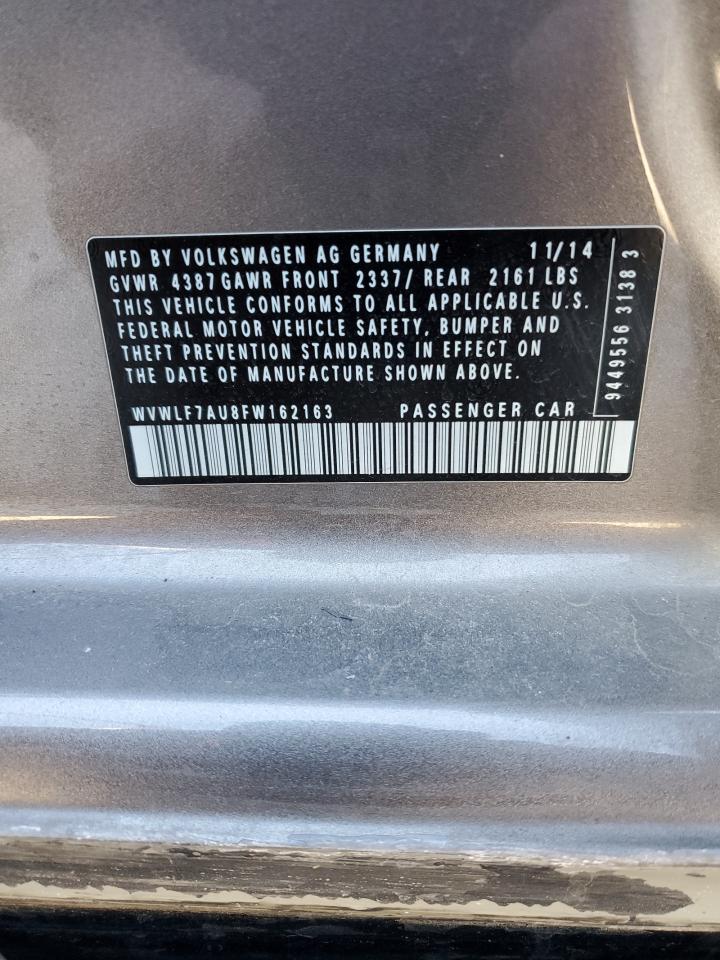 MFD BY VOLKSWAGEN AG GERMANY 11/14
GVWR 4387 GAWR FRONT 2337/ REAR 2161 LBS
THIS VEHICLE CONFORMS TO ALL APPLICABLE U.S.
FEDERAL MOTOR VEHICLE SAFETY, BUMPER AND
THEFT PREVENTION STANDARDS IN EFFECT ON
THE DATE OF MANUFACTURE SHOWN ABOVE.
WVWLF7AU8FW162163 PASSENGER CAR
9449556 3138 3